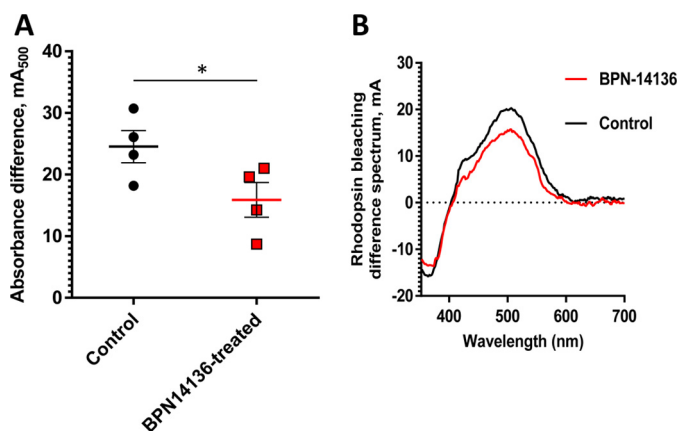 A
Absorbance difference, mA500
40
30
20
10
0
*
Control
BPN14136-treated
B
Rhodopsin bleaching
difference spectrum, mA
30
20
10
0
-10
-20
400 500 600 700
Wavelength (nm)
BPN-14136
Control